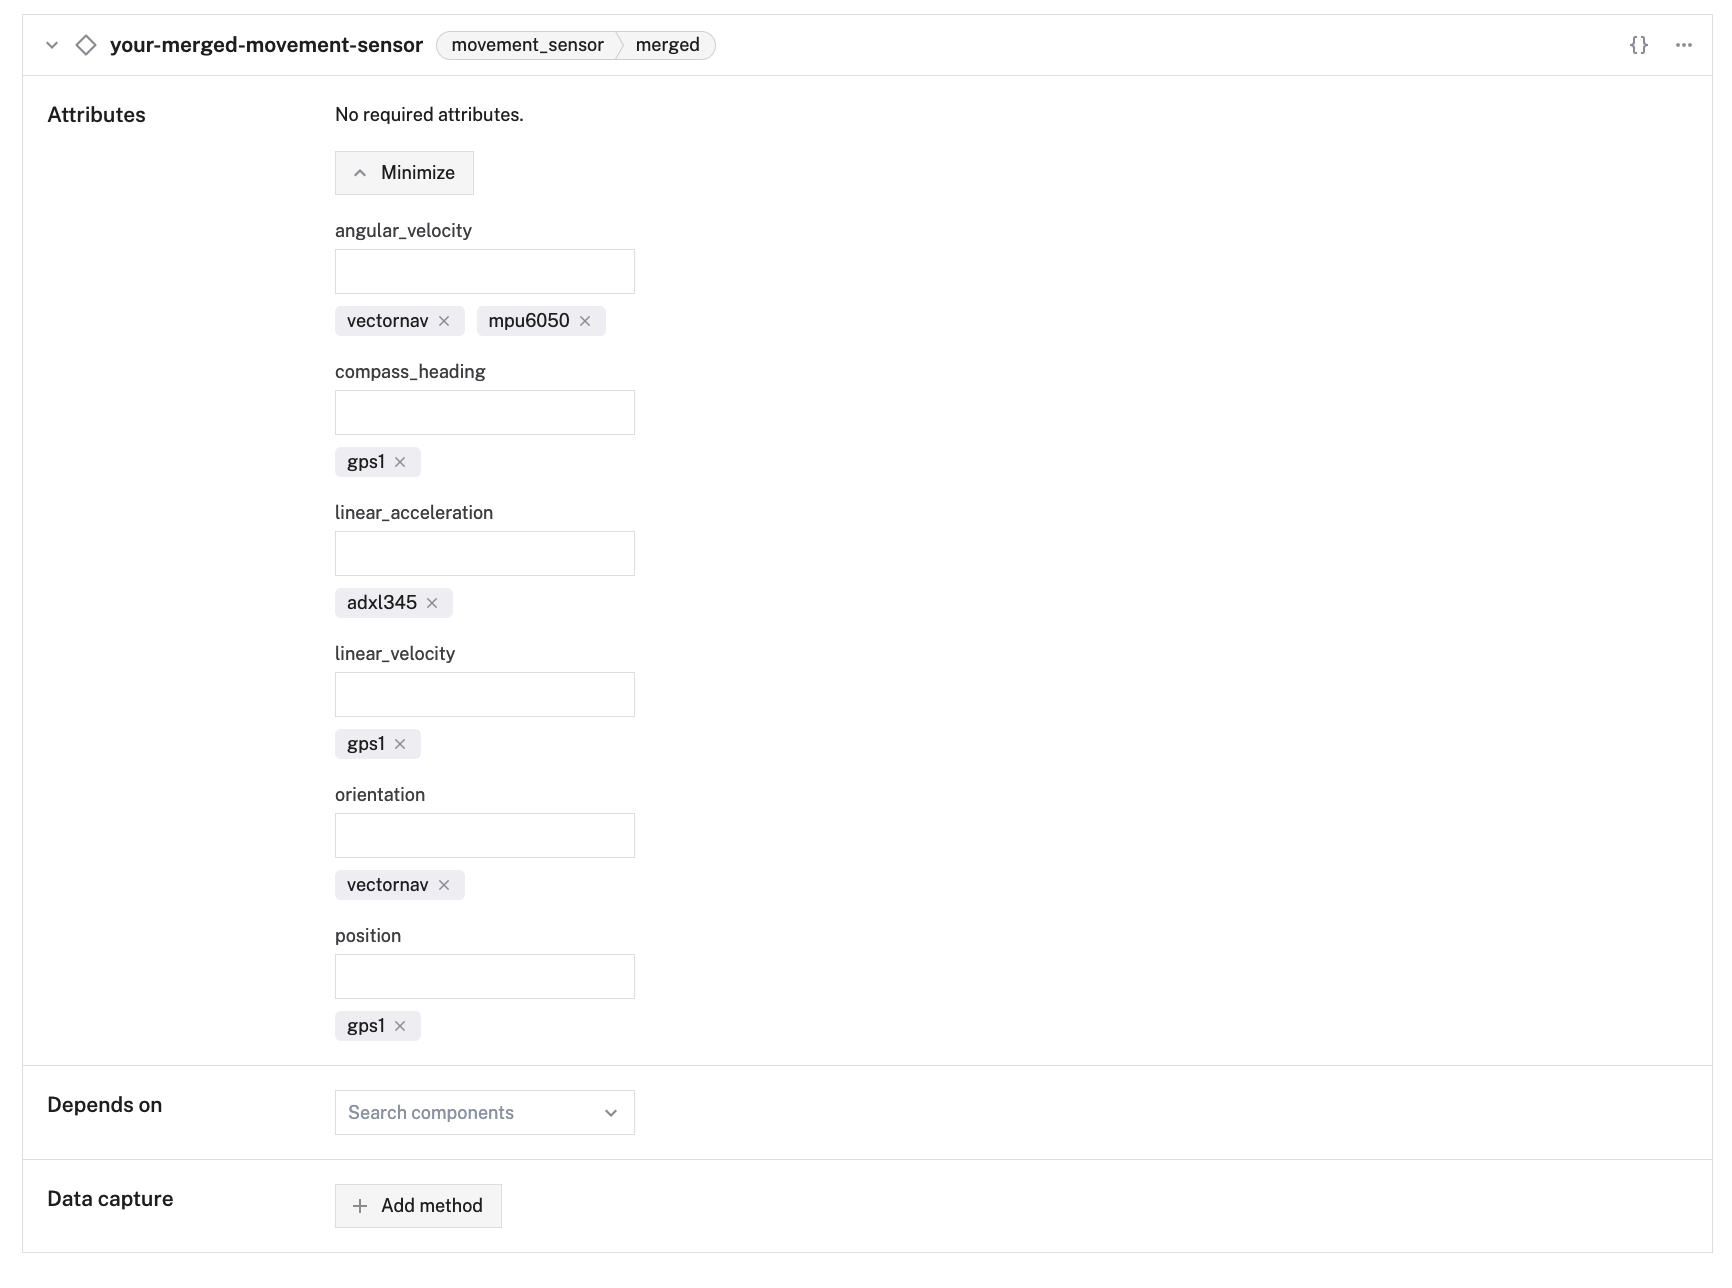 your-merged-movement-sensor movement_sensor merged {} ...
Attributes
No required attributes.
Minimize
angular_velocity
vectornav × mpu6050 ×
compass_heading
gps1 ×
linear_acceleration
adxl345 ×
linear_velocity
gps1 ×
orientation
vectornav ×
position
gps1 ×
Depends on
Search components
Data capture
+ Add method